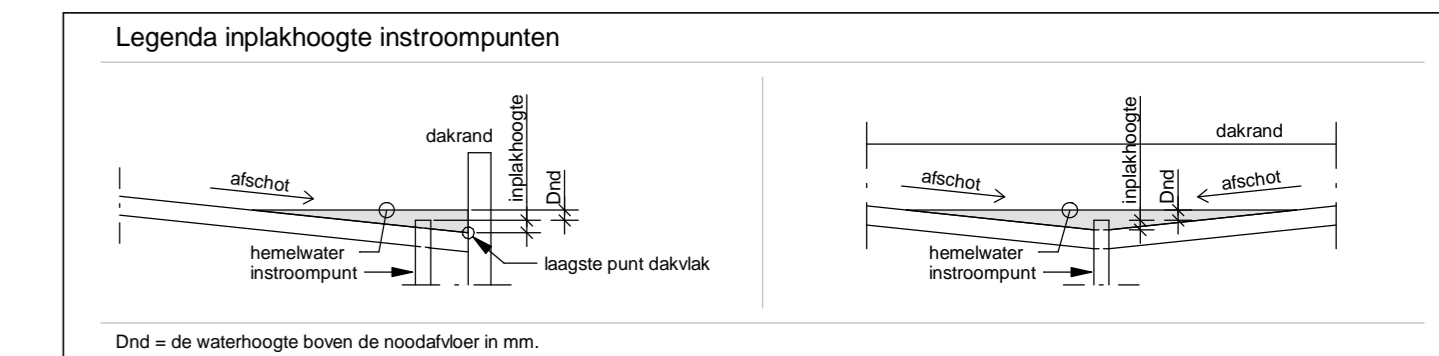 Legenda inplakhoogte instroompunten
dakrand
inplakhoogte
Dnd
afschot
hemelwater
instroompunt
laagste punt dakvlak
inplakhoogte
Dnd
dakrand
afschot
afschot
hemelwater
instroompunt
Dnd = de waterhoogte boven de noodafvloer in mm.